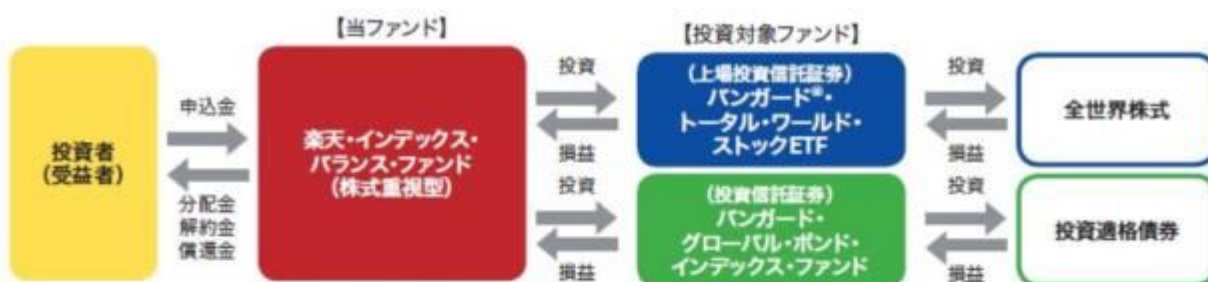 【当ファンド】
【投資対象ファンド】
投資者
(受益者)
申込金
分配金
解約金
償還金
楽天・インデックス・
バランス・ファンド
(株式重視型)
投資
損益
投資
損益
(上場投資信託証券)
バンガード®・
トータル・ワールド・
ストックETF
(投資信託証券)
バンガード・
グローバル・ボンド・
インデックス・ファンド
投資
損益
投資
損益
全世界株式
投資適格債券